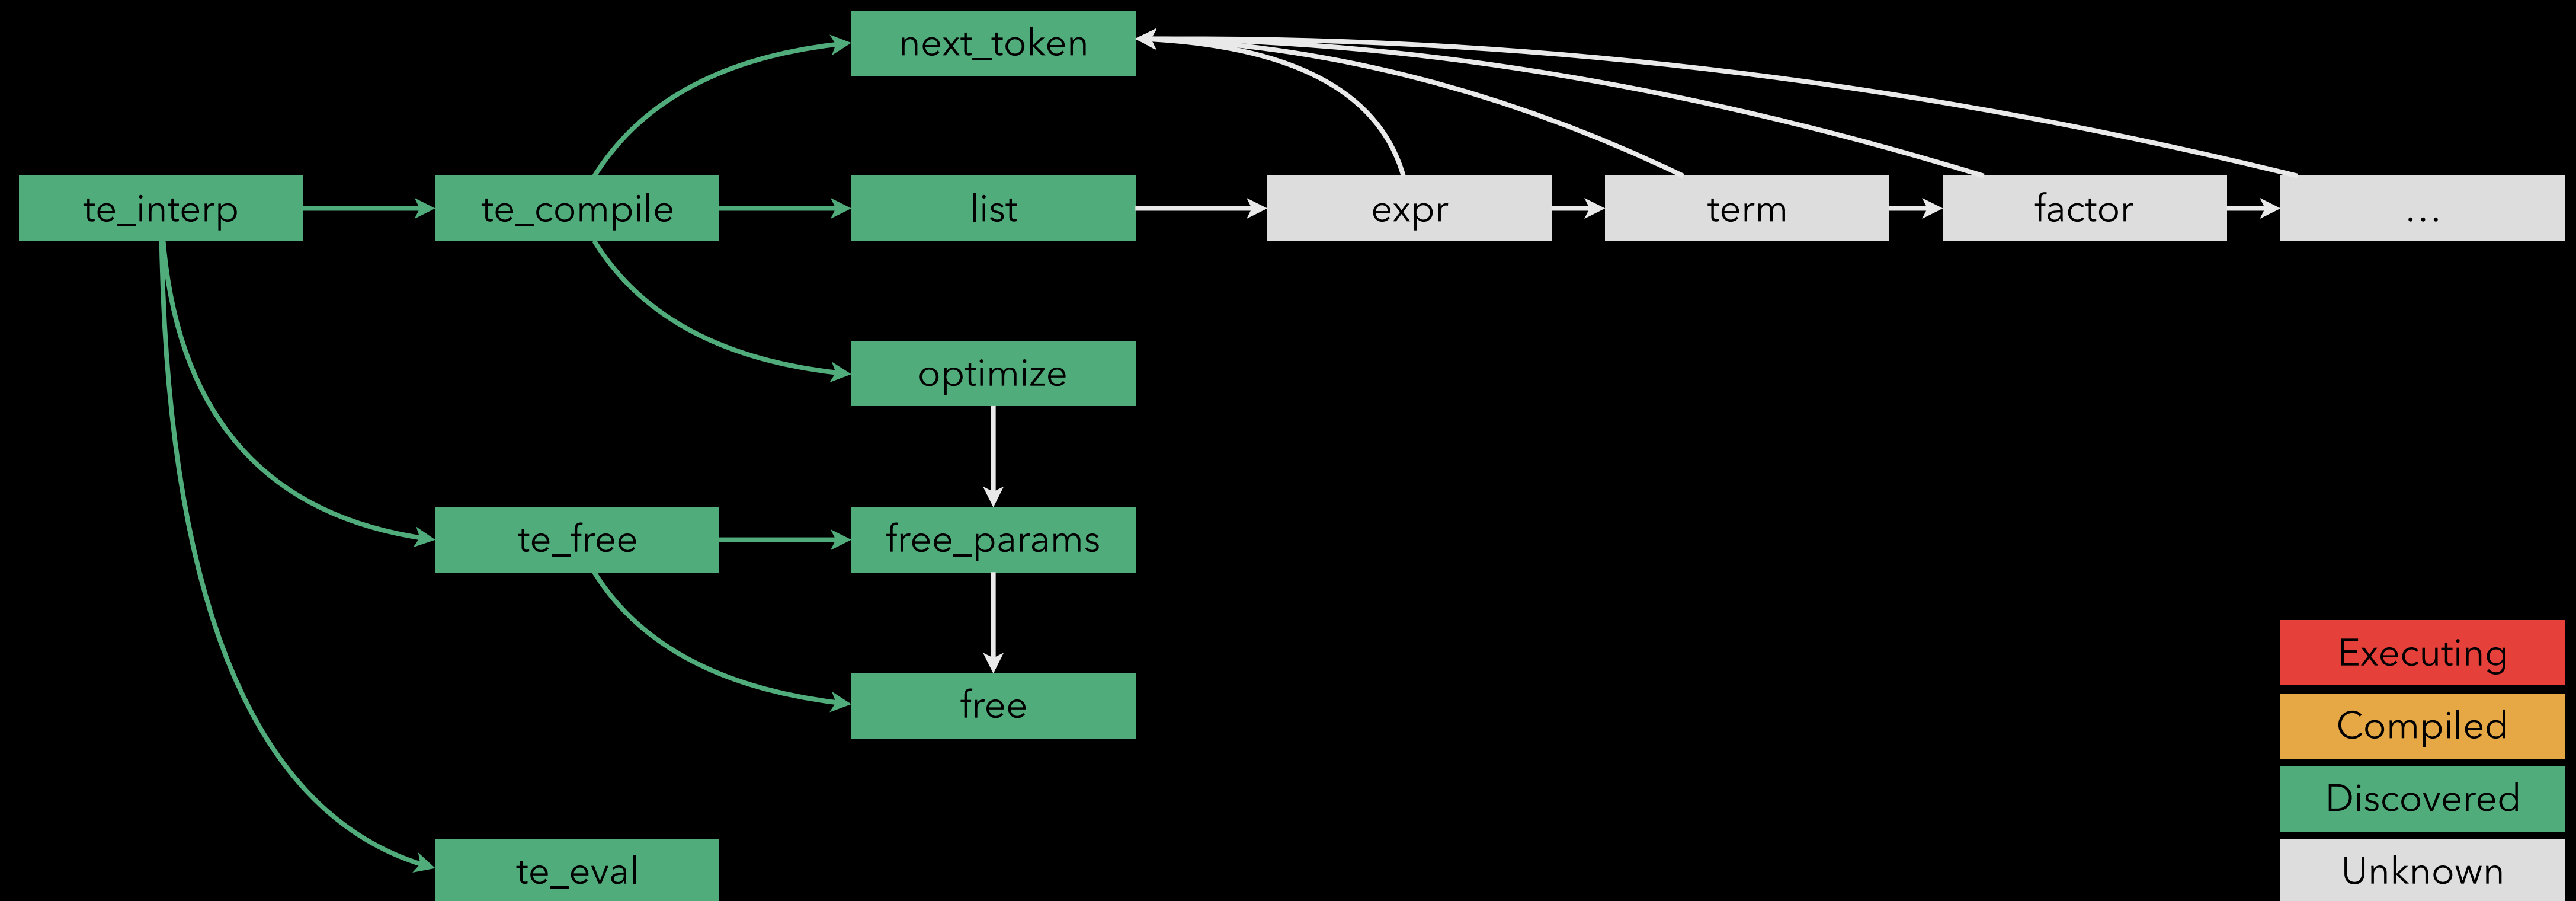 next_token
te_interp
te_compile
list
expr
term
factor
...
optimize
te_free
free_params
free
te_eval
Executing
Compiled
Discovered
Unknown